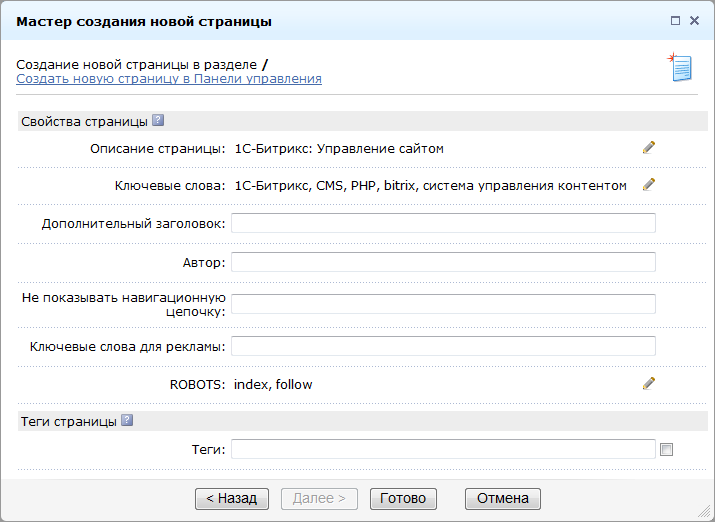 Мастер создания новой страницы
Создание новой страницы в разделе /
Создать новую страницу в Панели управления
Свойства страницы ?
Описание страницы: 1С-Битрикс: Управление сайтом
Ключевые слова: 1С-Битрикс, CMS, PHP, bitrix, система управления контентом
Дополнительный заголовок:
Автор:
Не показывать навигационную
цепочку:
Ключевые слова для рекламы:
ROBOTS: index, follow
Теги страницы ?
Теги:
< Назад Далее > Готово Отмена